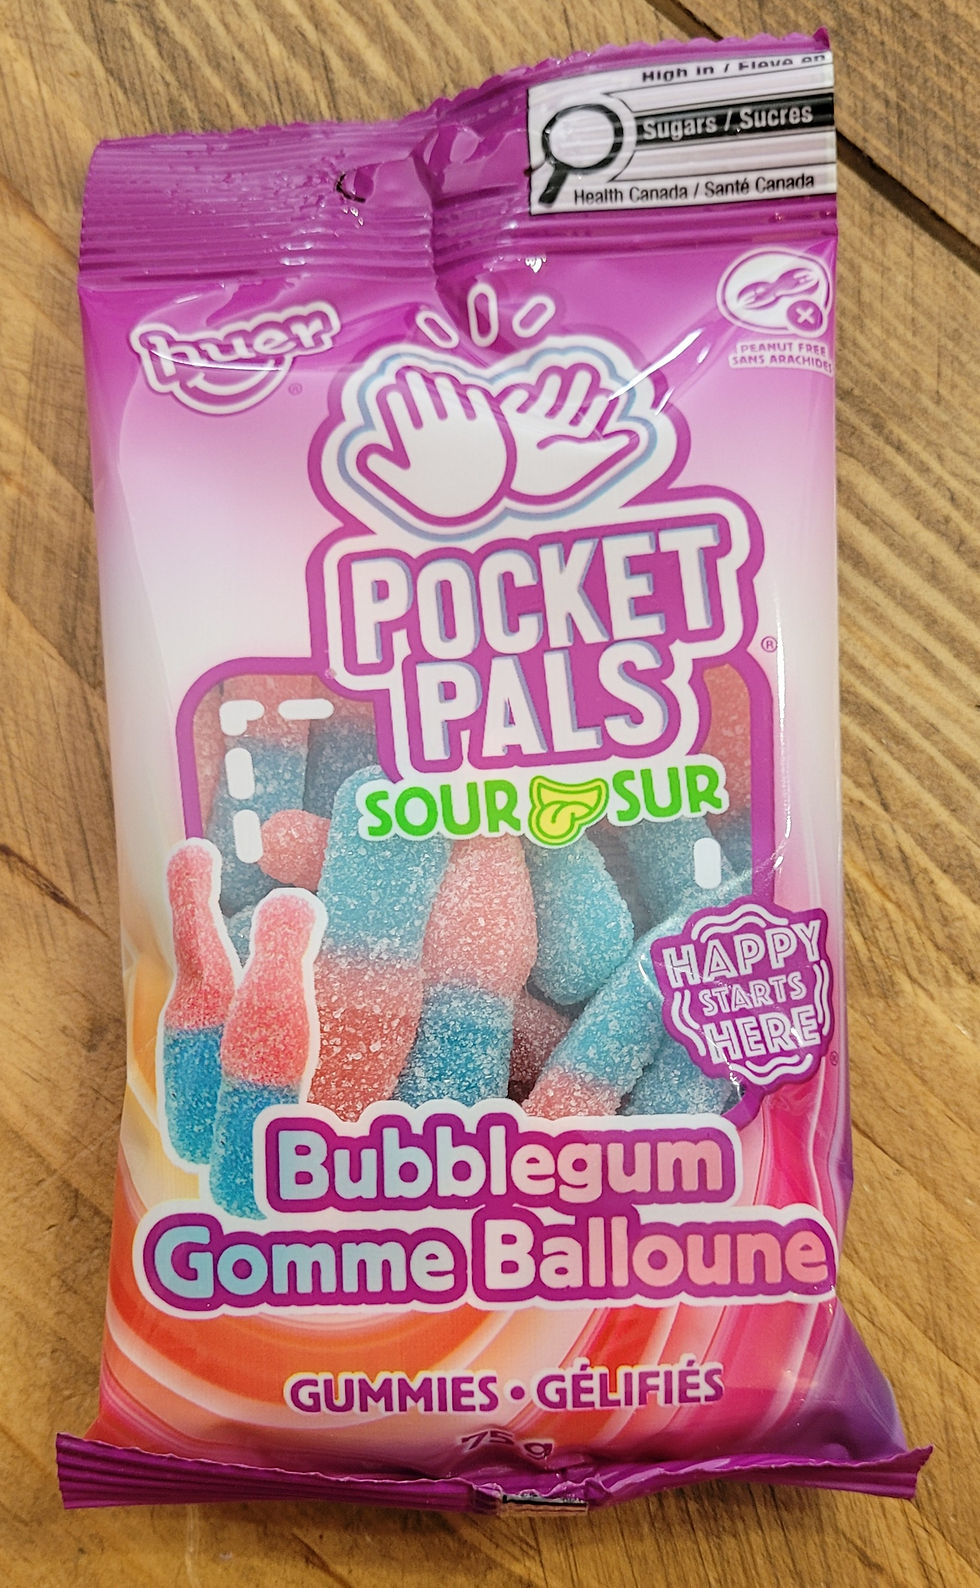 High in / Élevé en
Sugars / Sucres
Health Canada / Santé Canada
huer®
PEANUT FREE
SANS ARACHIDES
POCKET
PALS®
SOUR SUR
HAPPY
STARTS
HERE®
Bubblegum
Gomme Balloune
GUMMIES • GÉLIFIÉS
75 g